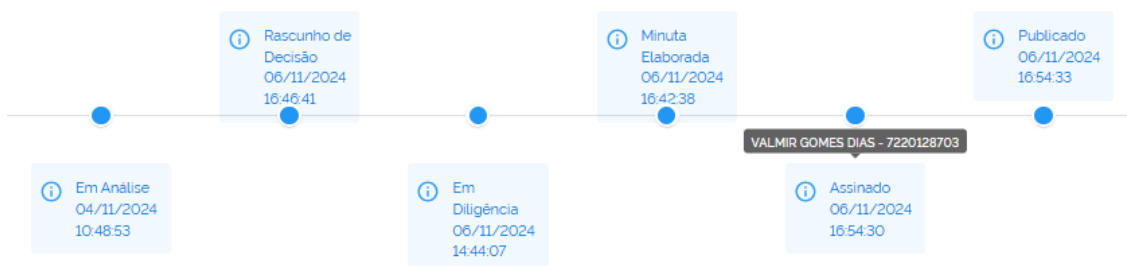 Rascunho de
Decisão
06/11/2024
16:46:41
Minuta
Elaborada
06/11/2024
16:42:38
Publicado
06/11/2024
16:54:33
VALMIR GOMES DIAS - 7220128703
Em Análise
04/11/2024
10:48:53
Em
Diligência
06/11/2024
14:44:07
Assinado
06/11/2024
16:54:30